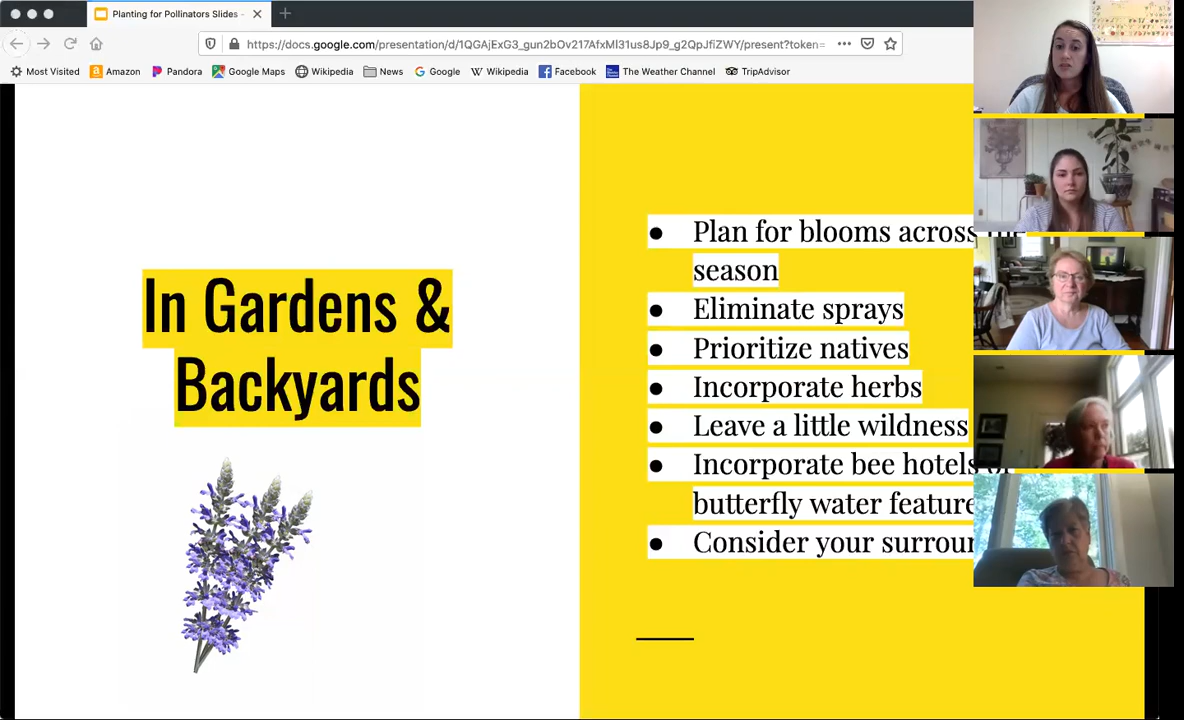 Planting for Pollinators Slides -
https://docs.google.com/presentation/d/1QGAjExG3_gun2bOv217AfxMl31us8Jp9_g2QpJfiZWY/present?token=
Most Visited Amazon Pandora Google Maps Wikipedia News Google Wikipedia Facebook The Weather Channel TripAdvisor
In Gardens &
Backyards
● Plan for blooms across
season
● Eliminate sprays
● Prioritize natives
● Incorporate herbs
● Leave a little wildness
● Incorporate bee hotels
butterfly water feature
● Consider your